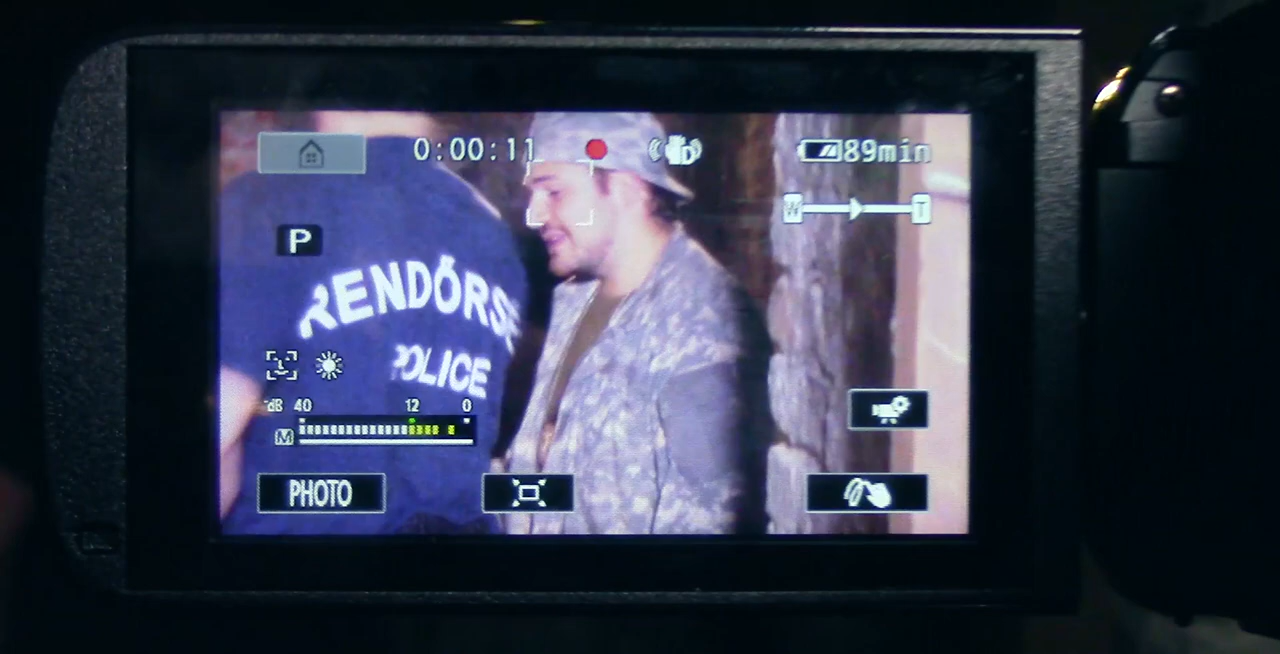 0:00:11
89min
W T
P
RENDŐRS
POLICE
dB 40 12 0
M
PHOTO